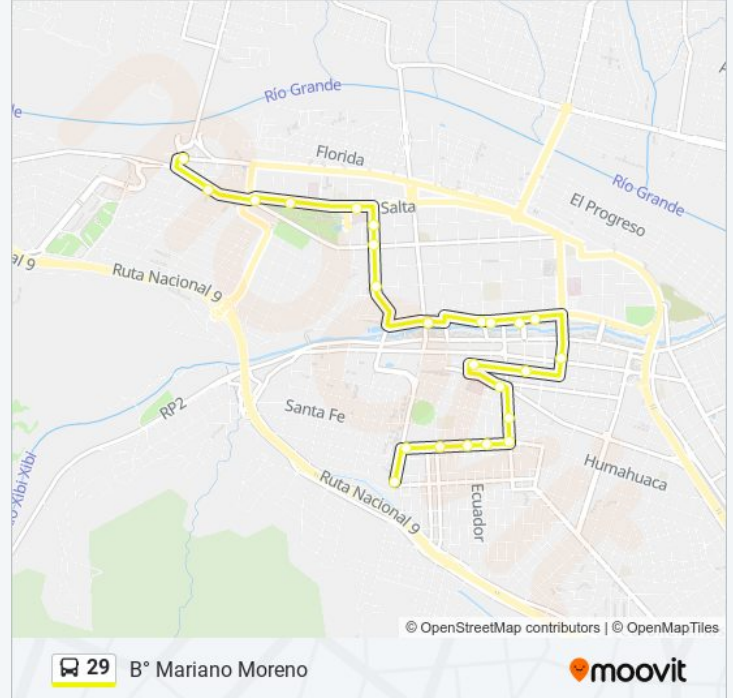 Río Grande
le
Florida
A
Río Grande
Salta
El Progreso
al 9
Ruta Nacional 9
RP2
Santa Fe
o Xibi Xibi
Humahuaca
Ruta Nacional 9
Ecuador
© OpenStreetMap contributors | © OpenMapTiles
29 B° Mariano Moreno
moovit